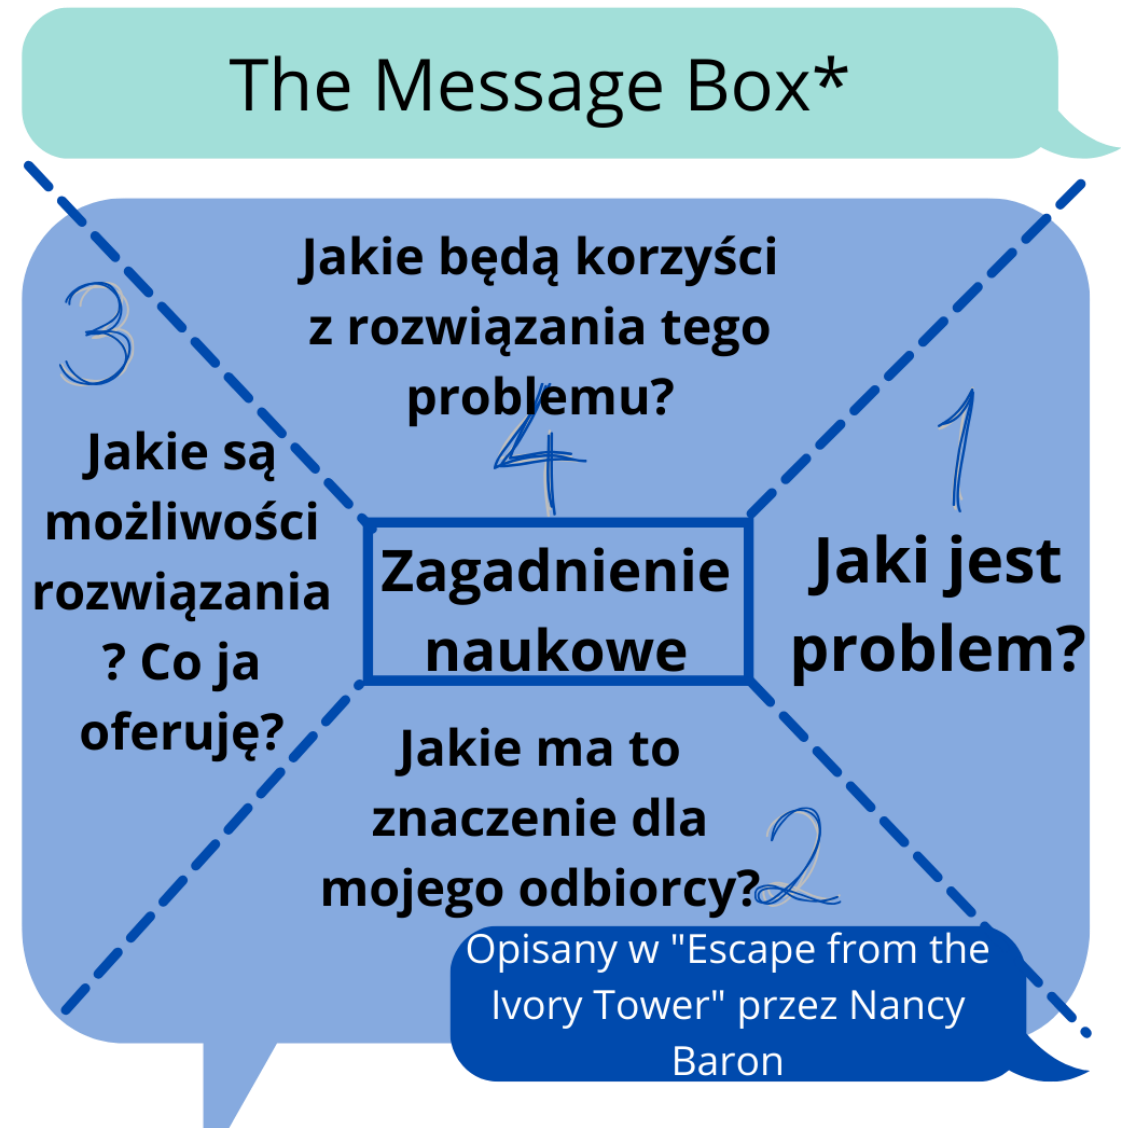 The Message Box*
Jakie będą korzyści
z rozwiązania tego
problemu?
4
3
Jakie są
możliwości
rozwiązania
? Co ja
oferuję?
Zagadnienie
naukowe
1
Jaki jest
problem?
Jakie ma to
znaczenie dla
mojego odbiorcy?
2
Opisany w "Escape from the
Ivory Tower" przez Nancy
Baron